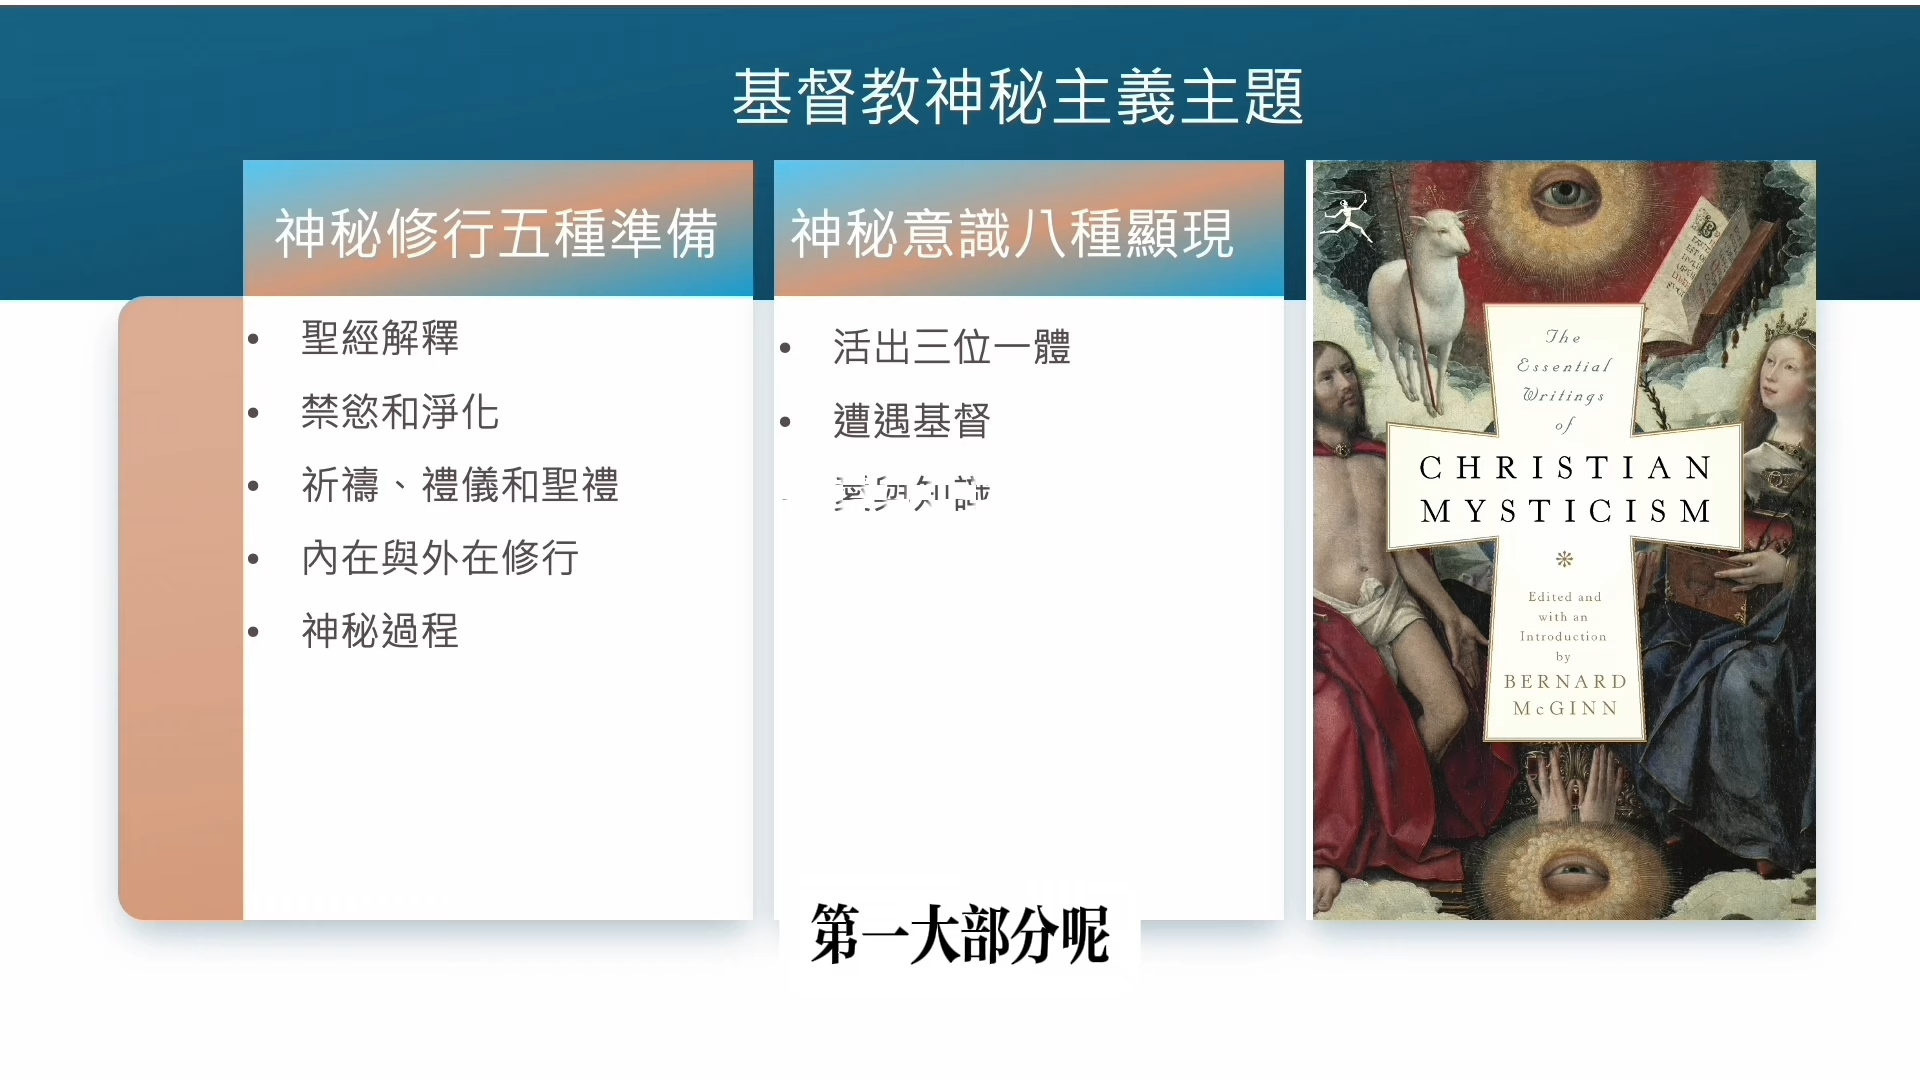 基督教神秘主義主題
神秘修行五種準備
• 聖經解釋
• 禁慾和淨化
• 祈禱、禮儀和聖禮
• 內在與外在修行
• 神秘過程
神秘意識八種顯現
• 活出三位一體
• 遭遇基督
The
Essential
Writings
of
CHRISTIAN
MYSTICISM
Edited and
with an
Introduction
by
BERNARD
McGINN
第一大部分呢